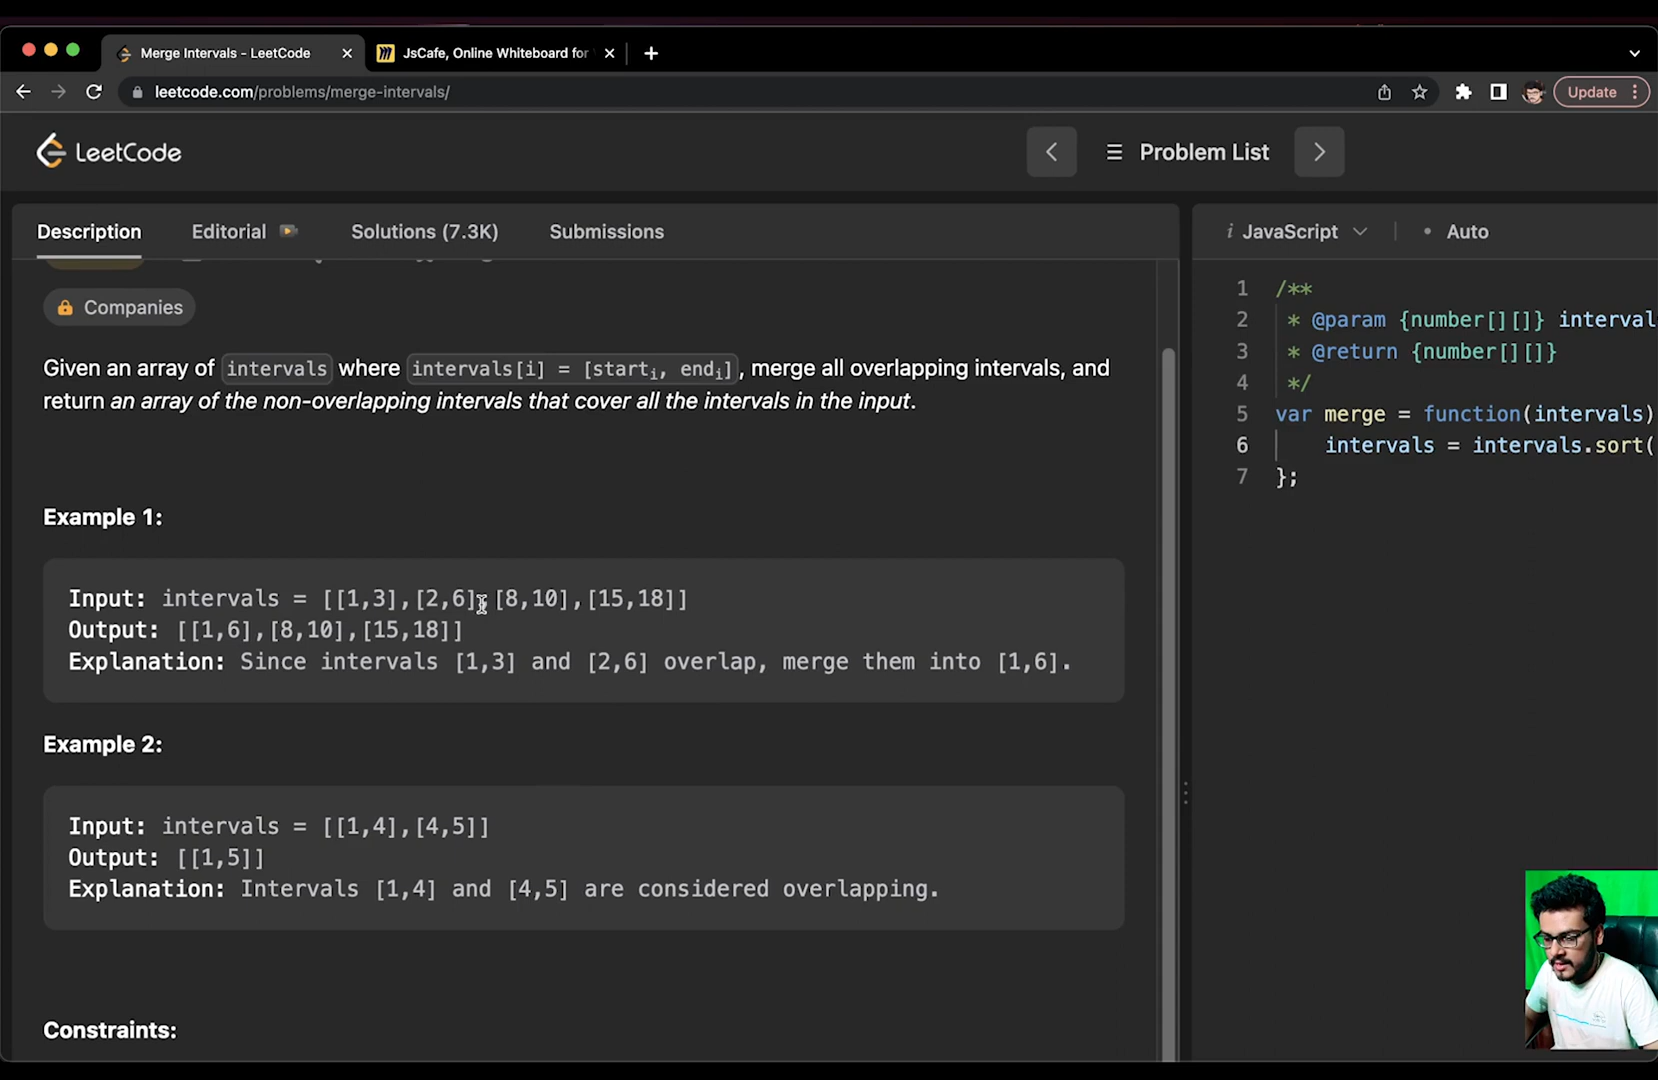 Merge Intervals - LeetCode
JsCafe, Online Whiteboard for
leetcode.com/problems/merge-intervals/
Update
LeetCode
Problem List
Description
Editorial
Solutions (7.3K)
Submissions
i JavaScript
• Auto
Companies
Given an array of intervals where intervals[i] = [startᵢ, endᵢ], merge all overlapping intervals, and
return an array of the non-overlapping intervals that cover all the intervals in the input.
Example 1:
Input: intervals = [[1,3],[2,6],[8,10],[15,18]]
Output: [[1,6],[8,10],[15,18]]
Explanation: Since intervals [1,3] and [2,6] overlap, merge them into [1,6].
Example 2:
Input: intervals = [[1,4],[4,5]]
Output: [[1,5]]
Explanation: Intervals [1,4] and [4,5] are considered overlapping.
Constraints:
1 /**
2 * @param {number[][]} interval
3 * @return {number[][]}
4 */
5 var merge = function(intervals)
6 intervals = intervals.sort(
7 };